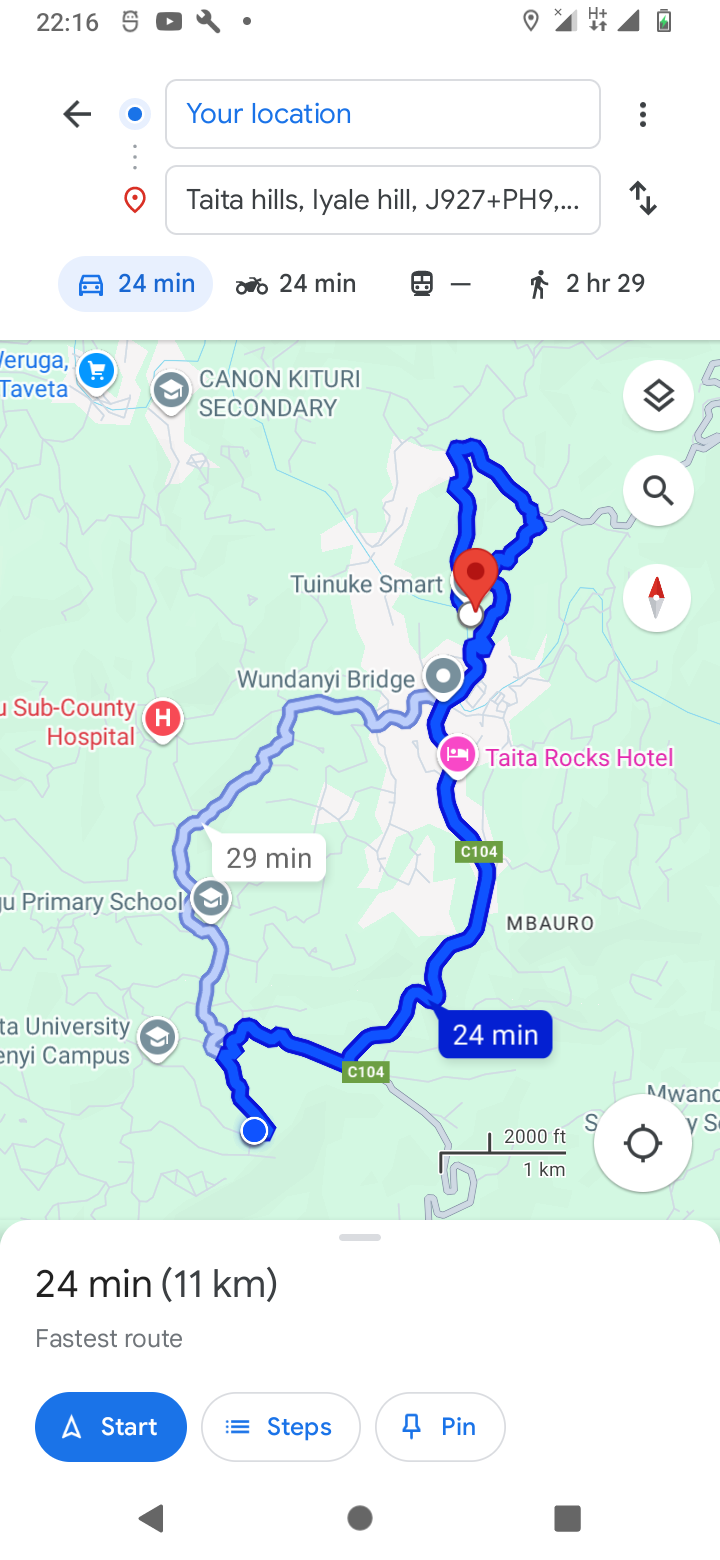 22:16
H+
Your location
Taita hills, Iyale hill, J927+PH9,...
24 min
24 min
—
2 hr 29
eruga,
Taveta
CANON KITURI
SECONDARY
Tuinuke Smart
Wundanyi Bridge
u Sub-County
Hospital
Taita Rocks Hotel
C104
29 min
gu Primary School
MBAURO
ta University
enyi Campus
24 min
C104
Mwand
S
y S
2000 ft
1 km
24 min (11 km)
Fastest route
Start
Steps
Pin